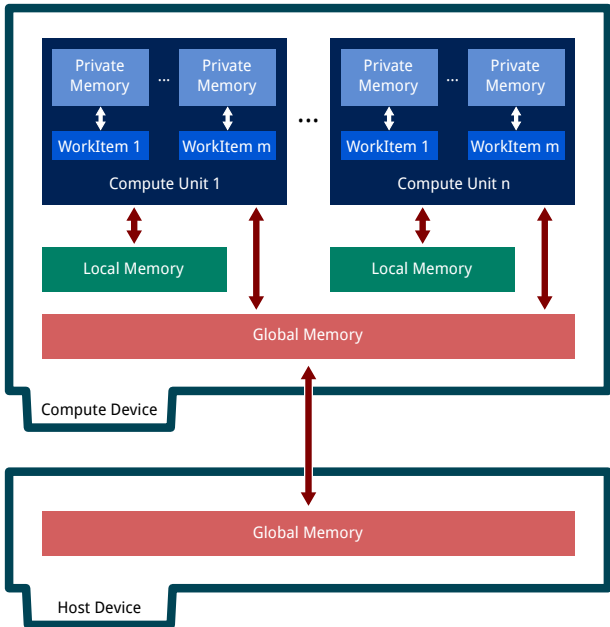 Private Memory
...
Private Memory
WorkItem 1
WorkItem m
Compute Unit 1
...
Private Memory
...
Private Memory
WorkItem 1
WorkItem m
Compute Unit n
Local Memory
Local Memory
Global Memory
Compute Device
Global Memory
Host Device